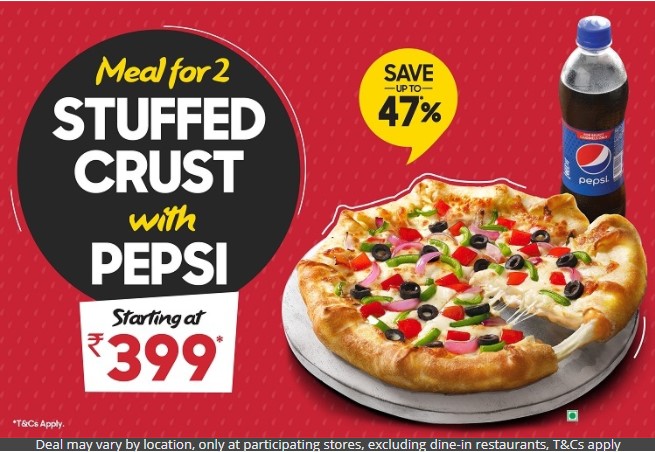 Meal for 2
STUFFED
CRUST
with
PEPSI
Starting at
₹399*
SAVE
UP TO
47%*
pepsi
*T&Cs Apply.
Deal may vary by location, only at participating stores, excluding dine-in restaurants, T&Cs apply